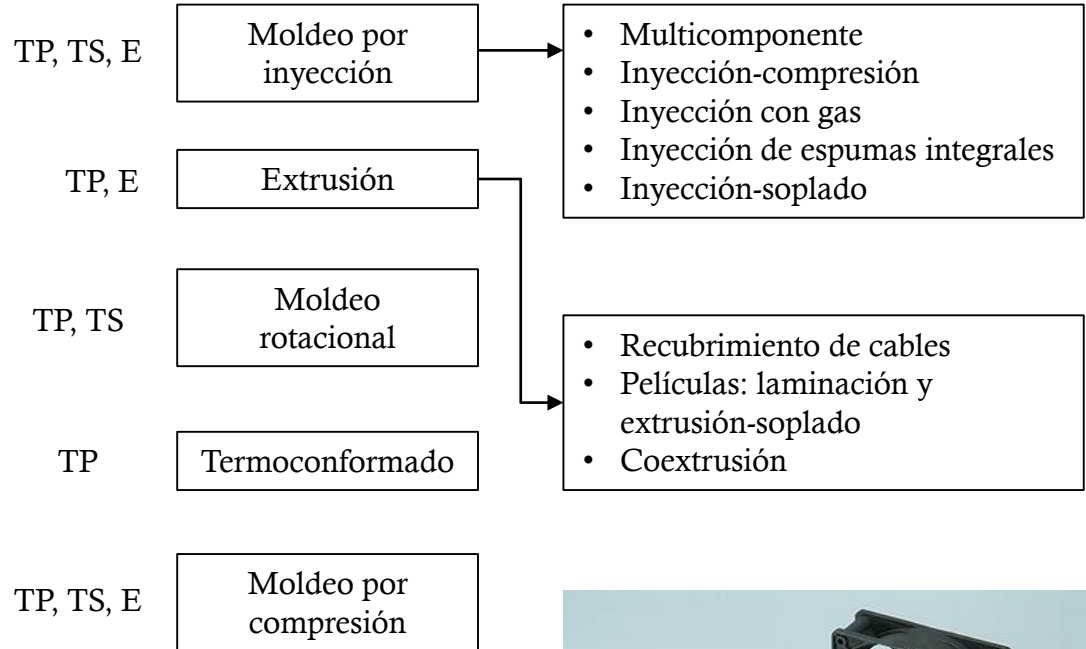 TP, TS, E
Moldeo por
inyección
• Multicomponente
• Inyección-compresión
• Inyección con gas
• Inyección de espumas integrales
• Inyección-soplado
TP, E
Extrusión
• Recubrimiento de cables
• Películas: laminación y
extrusión-soplado
• Coextrusión
TP, TS
Moldeo
rotacional
TP
Termoconformado
TP, TS, E
Moldeo por
compresión